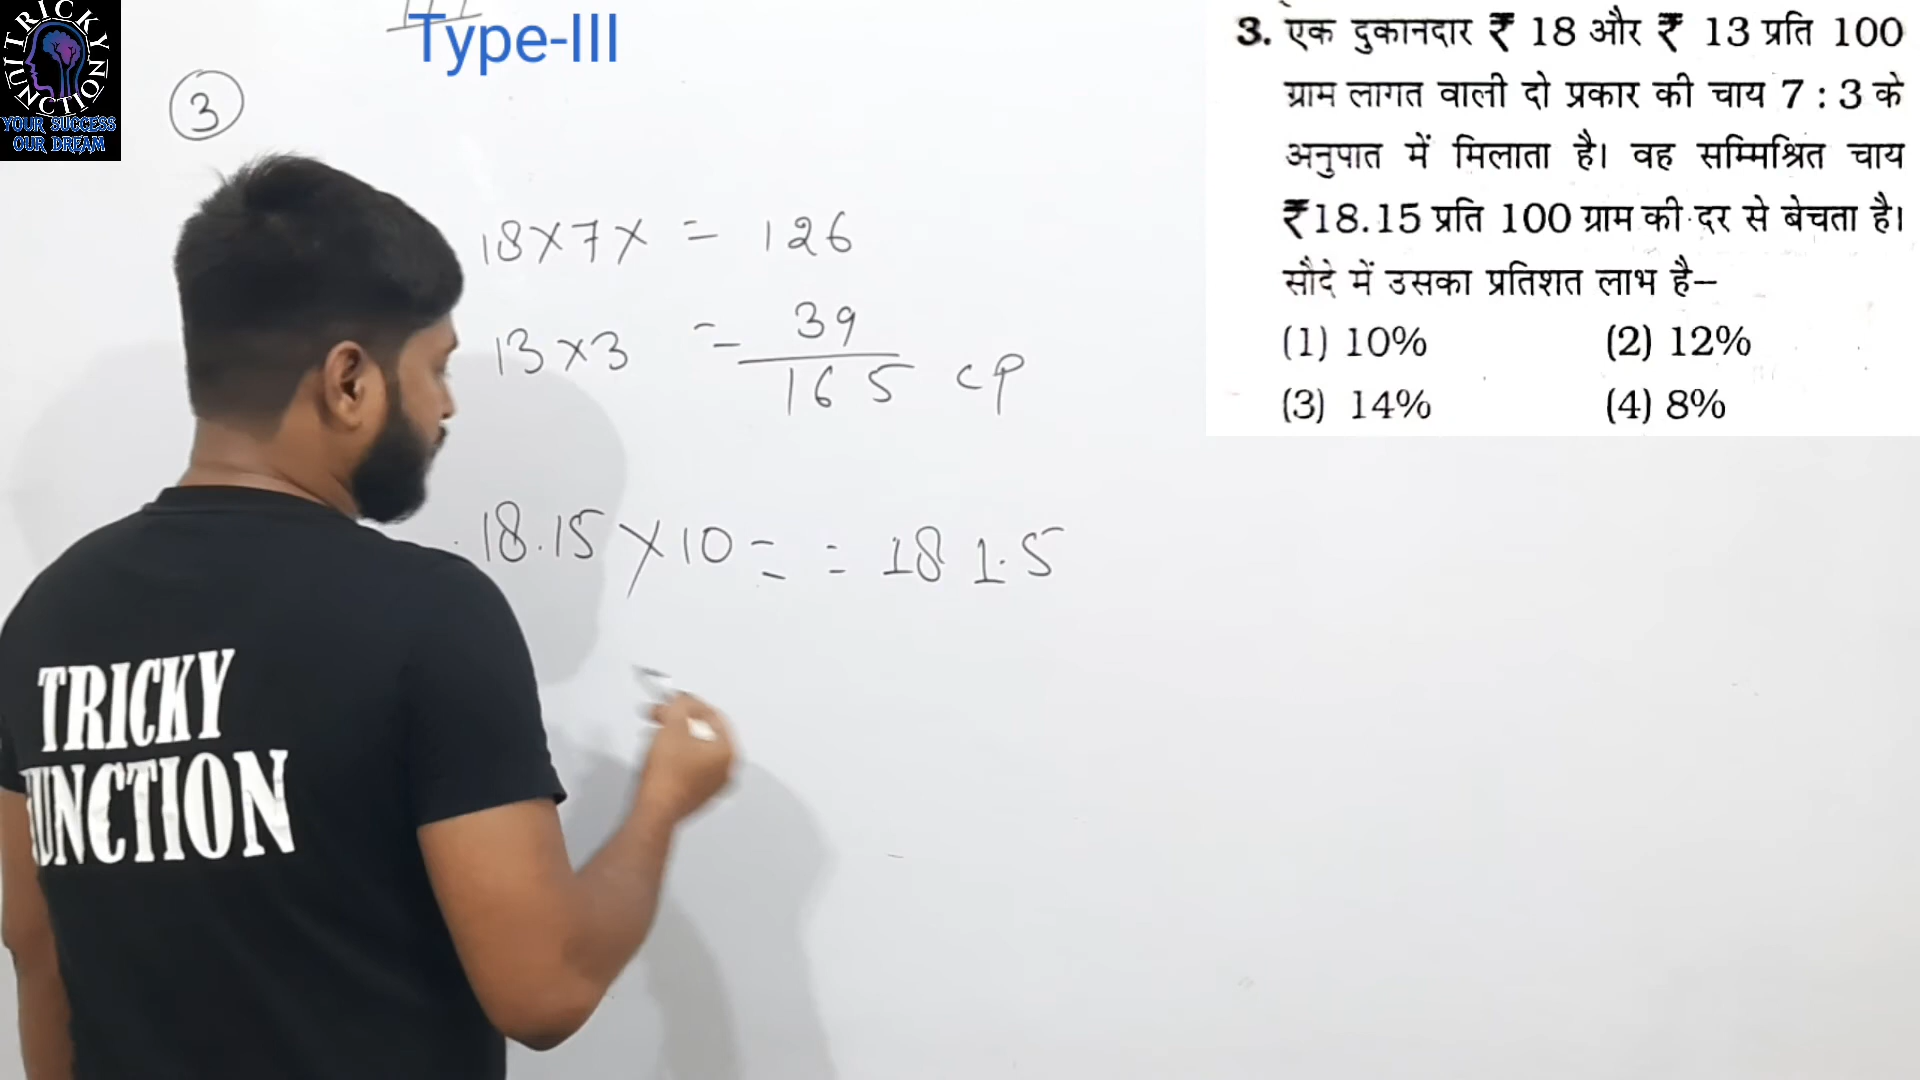 TRICKY JUNCTION
YOUR SUCCESS
OUR DREAM
Type-III
3
18×7× = 126
13×3 = 39
165 CP
18.15×10 = = 181.5
TRICKY
JUNCTION
3. एक दुकानदार ₹ 18 और ₹ 13 प्रति 100
ग्राम लागत वाली दो प्रकार की चाय 7 : 3 के
अनुपात में मिलाता है। वह सम्मिश्रित चाय
₹18.15 प्रति 100 ग्राम की दर से बेचता है।
सौदे में उसका प्रतिशत लाभ है–
(1) 10% (2) 12%
(3) 14% (4) 8%